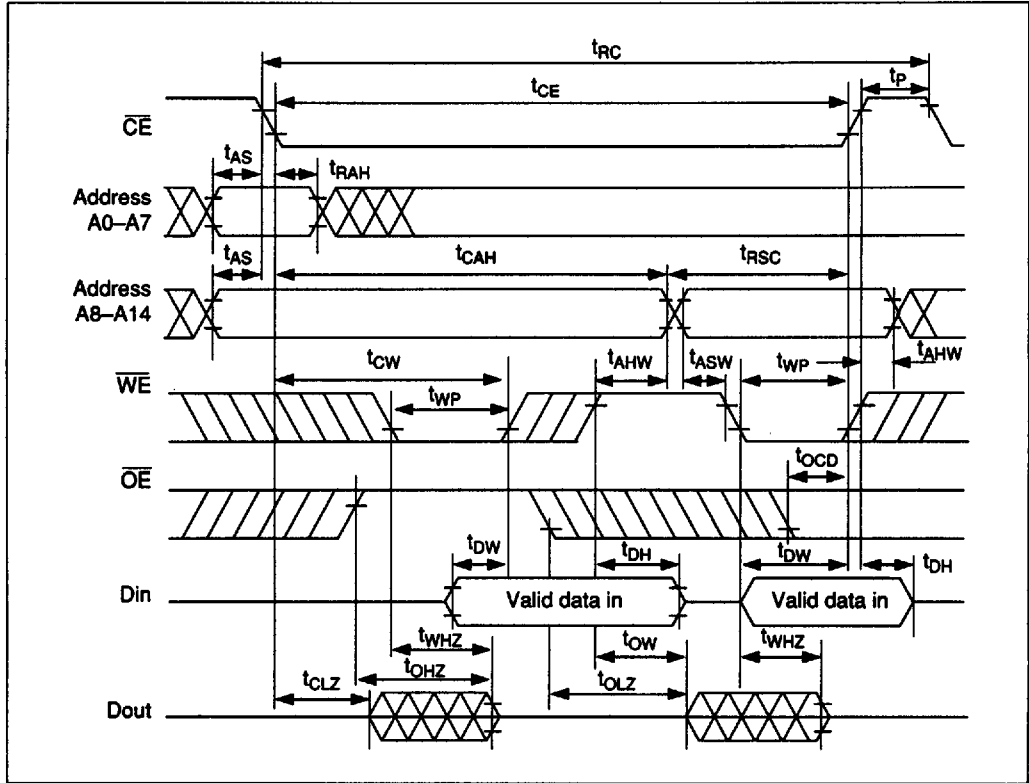 tRC
tP
tCE
CE
tAS
tRAH
Address
A0–A7
tAS
tCAH
tRSC
Address
A8–A14
tCW
tAHW
tASW
tWP
tAHW
WE
tWP
OE
tOCD
tDW
tDH
tDW
tDH
Din
Valid data in
Valid data in
tWHZ
tOW
tWHZ
tOHZ
tCLZ
tOLZ
Dout